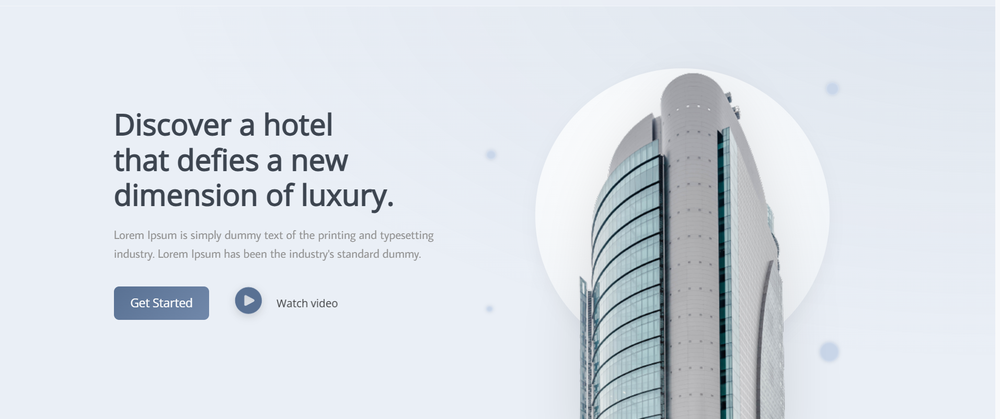 Discover a hotel
that defies a new
dimension of luxury.
Lorem Ipsum is simply dummy text of the printing and typesetting
industry. Lorem Ipsum has been the industry's standard dummy.
Get Started
Watch video